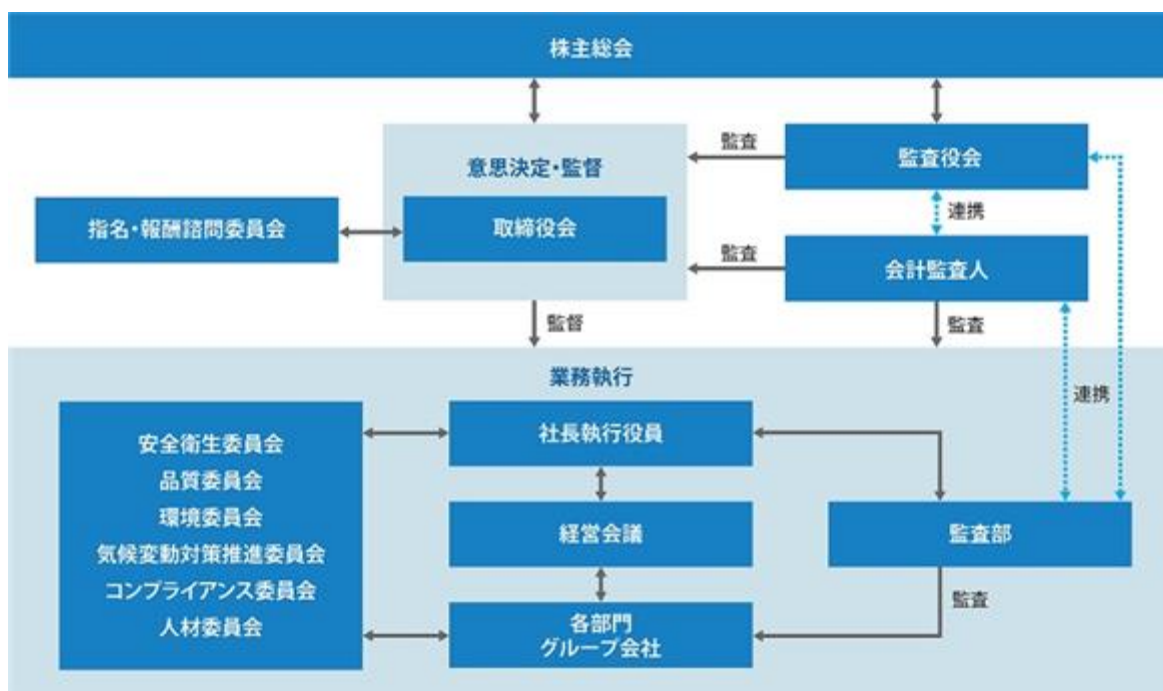 株主総会
意思決定・監督
監査
監査役会
指名・報酬諮問委員会
取締役会
連携
監査
会計監査人
監督
監査
業務執行
連携
安全衛生委員会
品質委員会
環境委員会
気候変動対策推進委員会
コンプライアンス委員会
人材委員会
社長執行役員
経営会議
監査部
監査
各部門
グループ会社